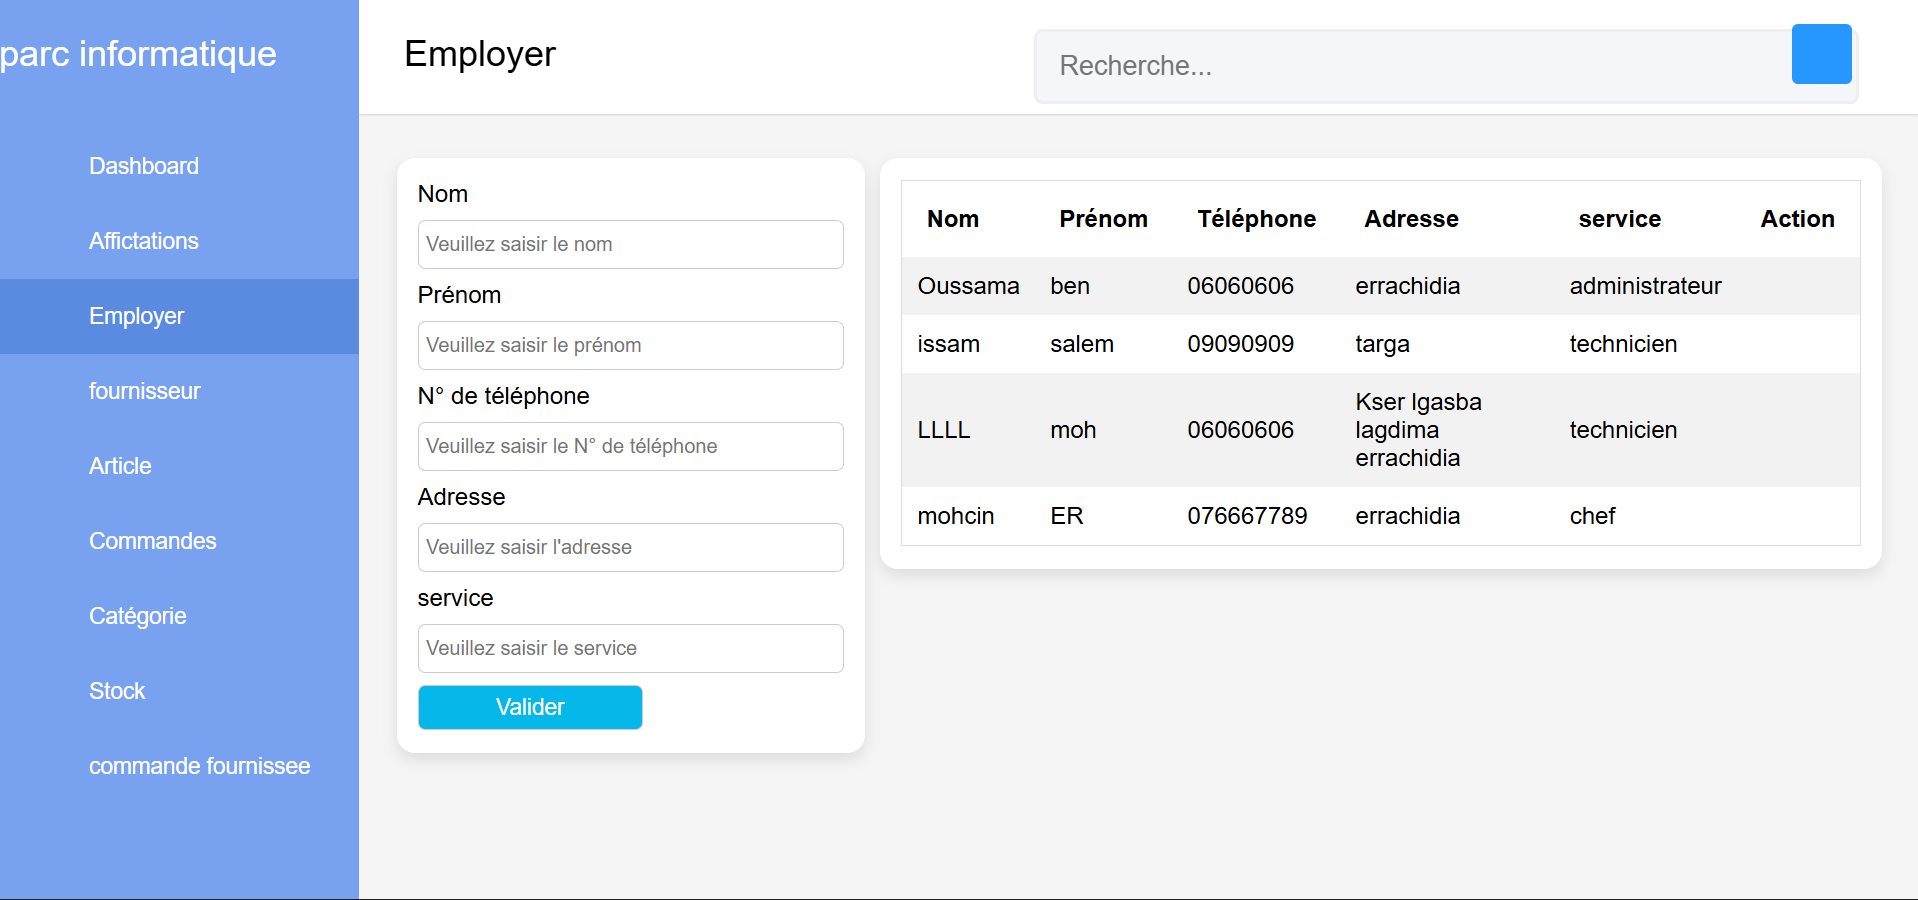 parc informatique
Dashboard
Affictations
Employer
fournisseur
Article
Commandes
Catégorie
Stock
commande fournissee
Employer
Recherche...
Nom
Veuillez saisir le nom
Prénom
Veuillez saisir le prénom
N° de téléphone
Veuillez saisir le N° de téléphone
Adresse
Veuillez saisir l'adresse
service
Veuillez saisir le service
Valider
Nom Prénom Téléphone Adresse service Action
Oussama ben 06060606 errachidia administrateur
issam salem 09090909 targa technicien
LLLL moh 06060606 Kser Igasba lagdima errachidia technicien
mohcin ER 076667789 errachidia chef